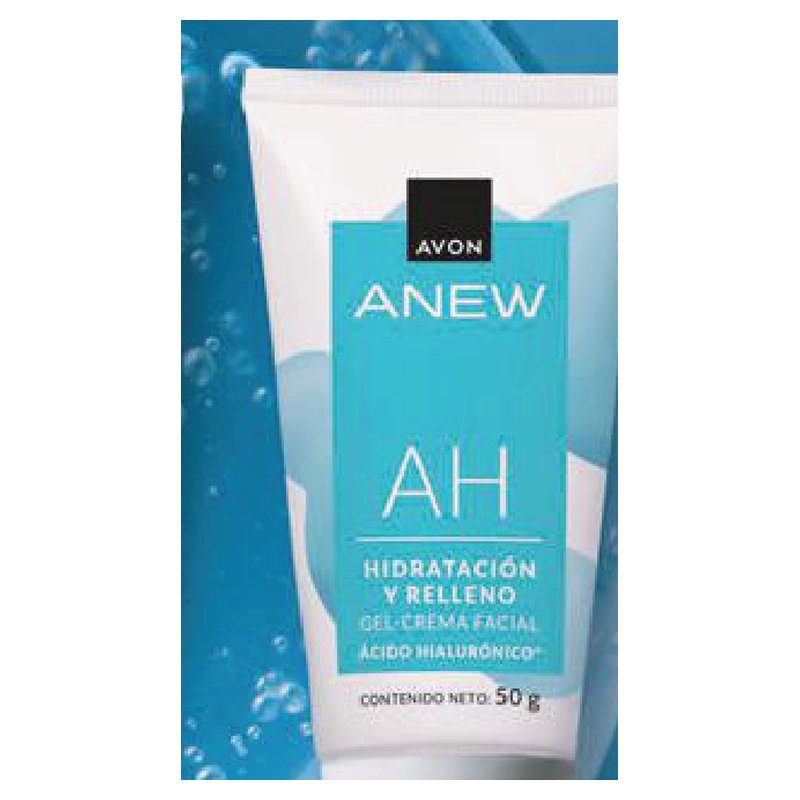 AVON
ANEW
AH
HIDRATACIÓN
Y RELLENO
GEL-CREMA FACIAL
ÁCIDO HIALURÓNICO*
CONTENIDO NETO: 50 g